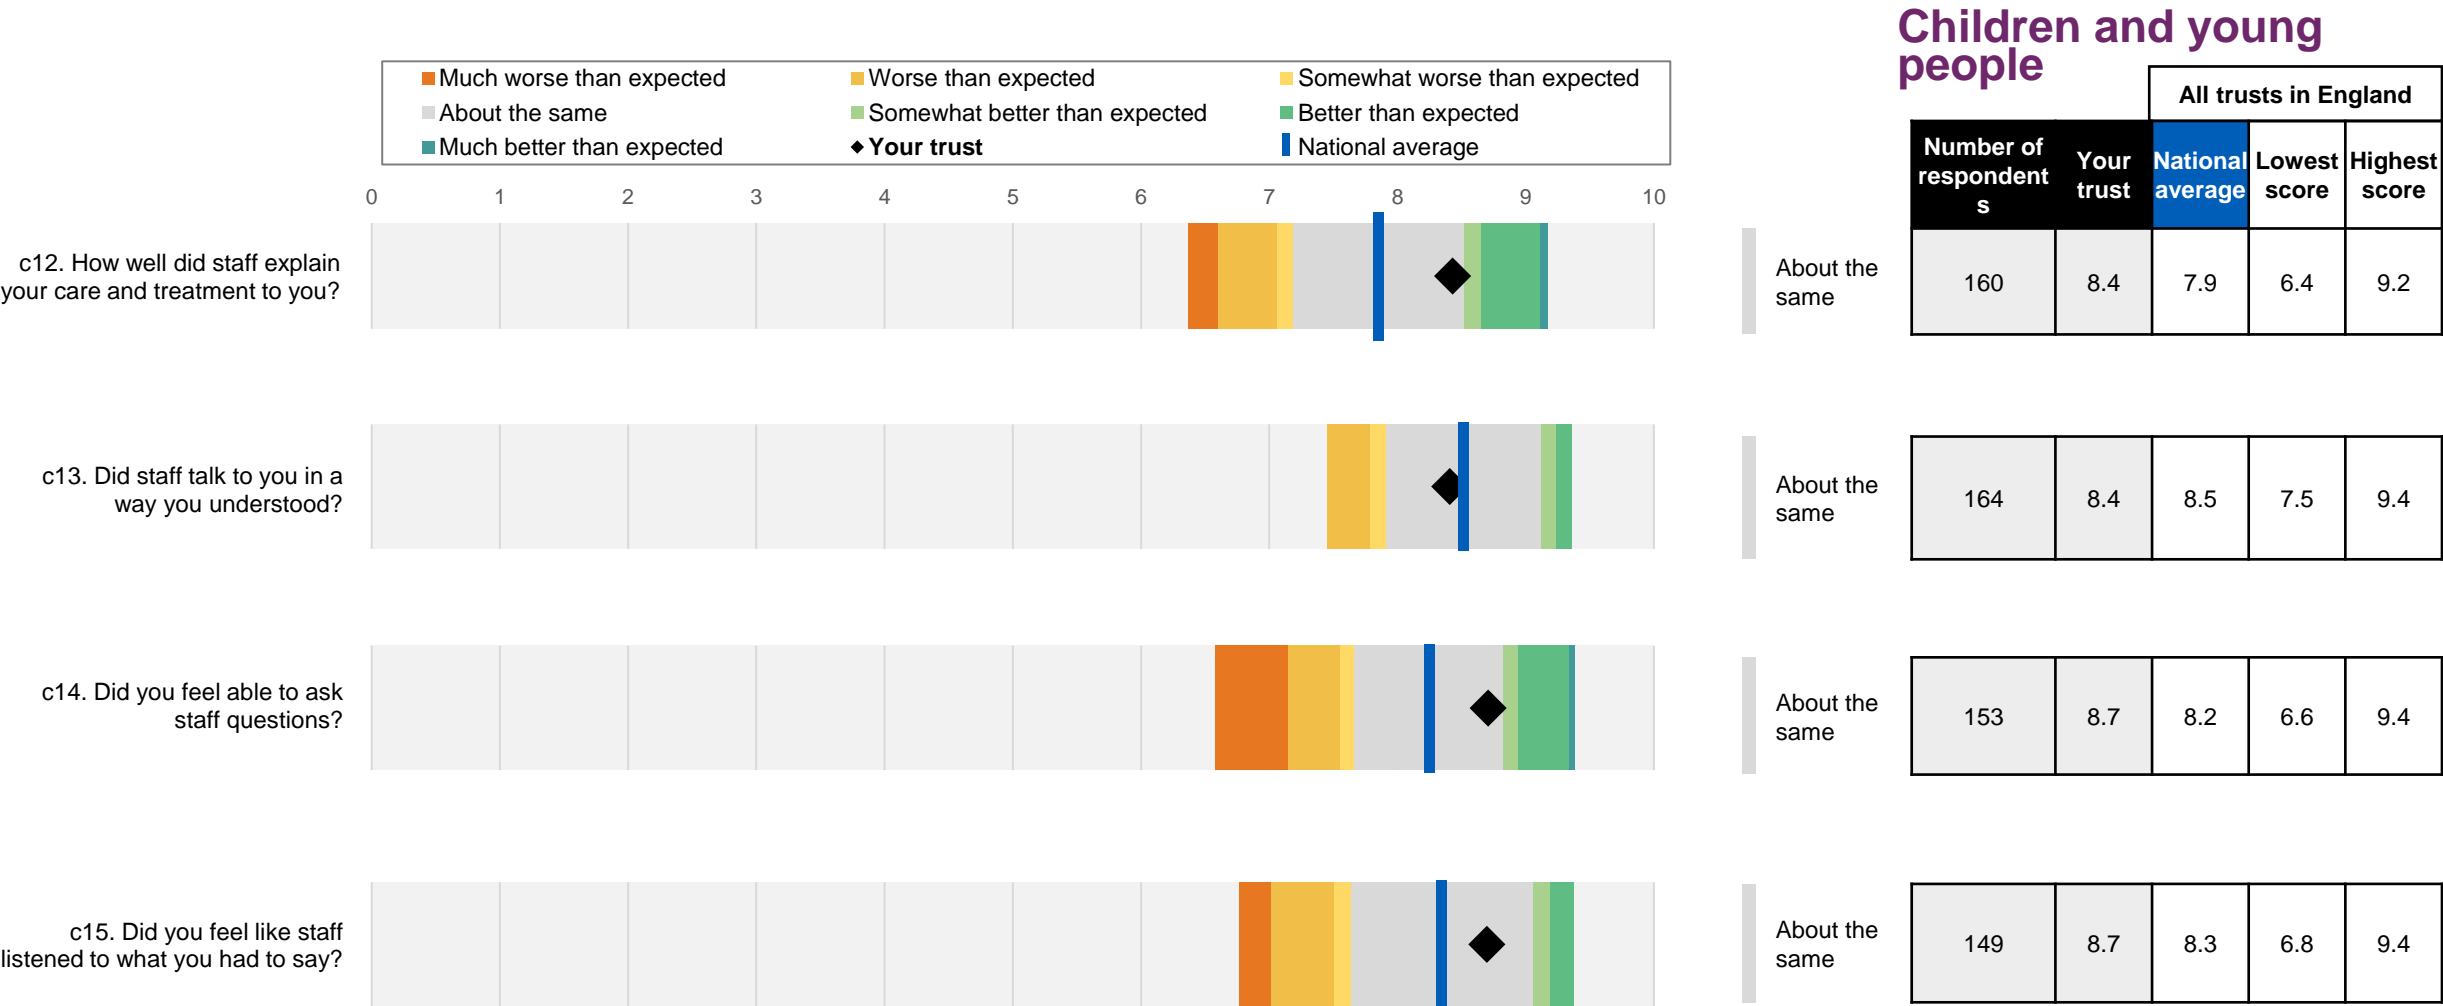 Children and young
people
Much worse than expected
Worse than expected
Somewhat worse than expected
About the same
Somewhat better than expected
Better than expected
Much better than expected
Your trust
National average
All trusts in England
Number of
respondent
s
Your
trust
National
average
Lowest
score
Highest
score
0 1 2 3 4 5 6 7 8 9 10
c12. How well did staff explain
your care and treatment to you?
About the
same
160 8.4 7.9 6.4 9.2
c13. Did staff talk to you in a
way you understood?
About the
same
164 8.4 8.5 7.5 9.4
c14. Did you feel able to ask
staff questions?
About the
same
153 8.7 8.2 6.6 9.4
c15. Did you feel like staff
listened to what you had to say?
About the
same
149 8.7 8.3 6.8 9.4